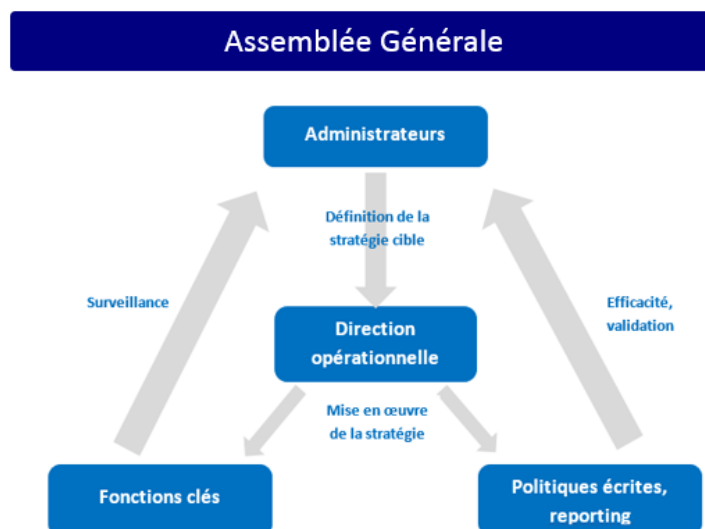 Assemblée Générale
Administrateurs
Définition de la
stratégie cible
Surveillance
Efficacité,
validation
Direction
opérationnelle
Mise en œuvre
de la stratégie
Fonctions clés
Politiques écrites,
reporting